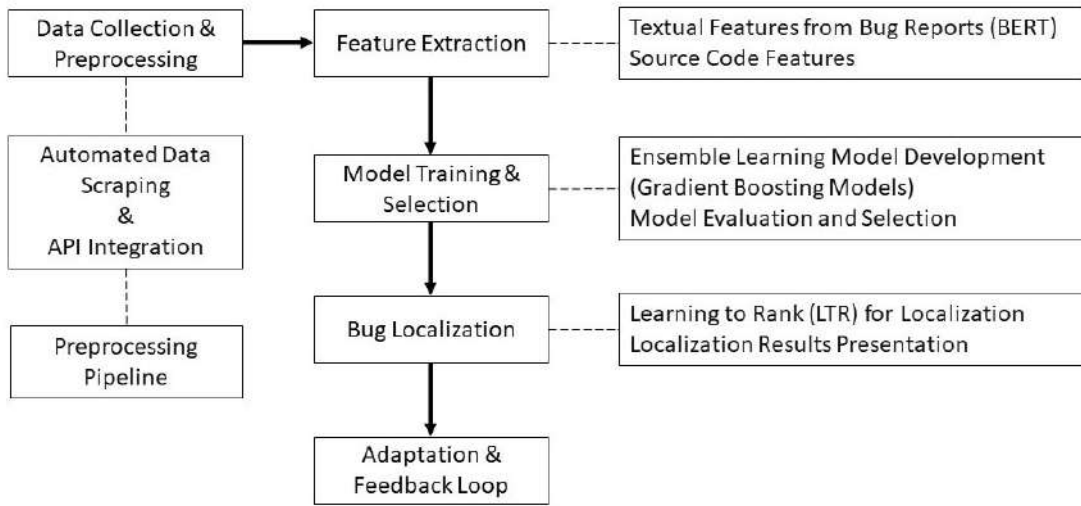 Data Collection &
Preprocessing
Feature Extraction
Textual Features from Bug Reports (BERT)
Source Code Features
Automated Data
Scraping
&
API Integration
Model Training &
Selection
Ensemble Learning Model Development
(Gradient Boosting Models)
Model Evaluation and Selection
Preprocessing
Pipeline
Bug Localization
Learning to Rank (LTR) for Localization
Localization Results Presentation
Adaptation &
Feedback Loop